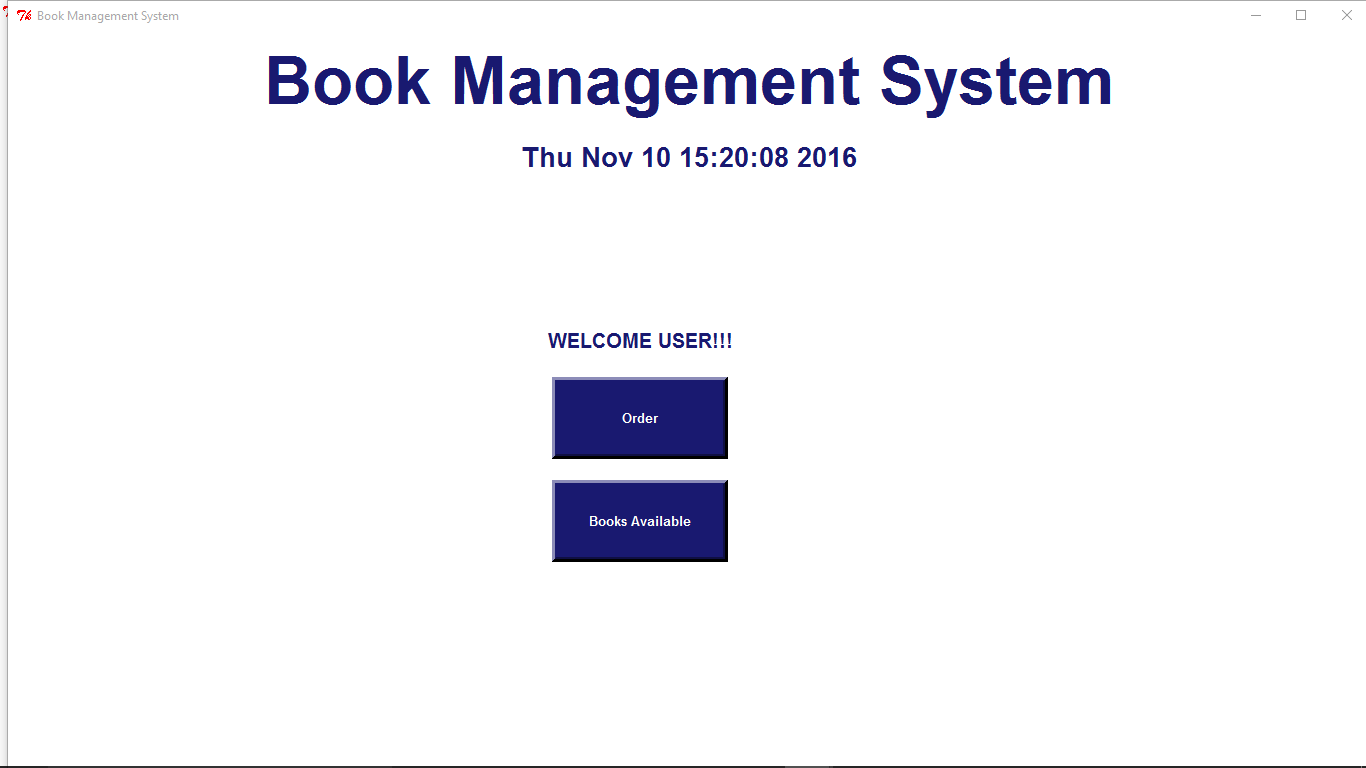 Book Management System
Book Management System
Thu Nov 10 15:20:08 2016
WELCOME USER!!!
Order
Books Available